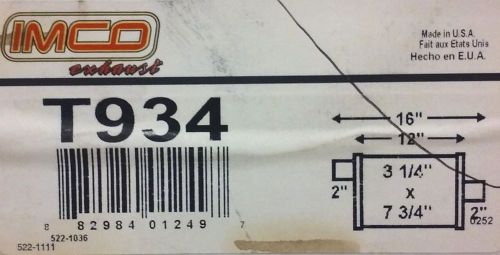 IMCO
exhaust
Made in U.S.A.
Fait aux Etats Unis
Hecho en E.U.A.
T934
8 82984 01249 7
522-1036
522-1111
16"
12"
3 1/4"
x
7 3/4"
2"
2"
0252